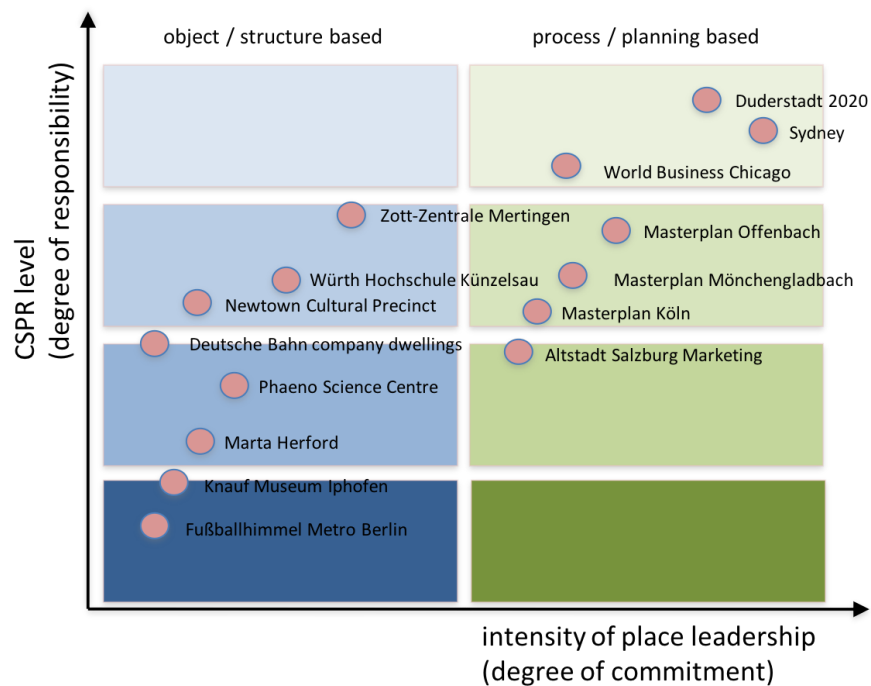 object / structure based
process / planning based
CSPR level
(degree of responsibility)
Duderstadt 2020
Sydney
World Business Chicago
Zott-Zentrale Mertingen
Masterplan Offenbach
Würth Hochschule Künzelsau
Masterplan Mönchengladbach
Newtown Cultural Precinct
Masterplan Köln
Deutsche Bahn company dwellings
Altstadt Salzburg Marketing
Phaeno Science Centre
Marta Herford
Knauf Museum Iphofen
Fußballhimmel Metro Berlin
intensity of place leadership
(degree of commitment)